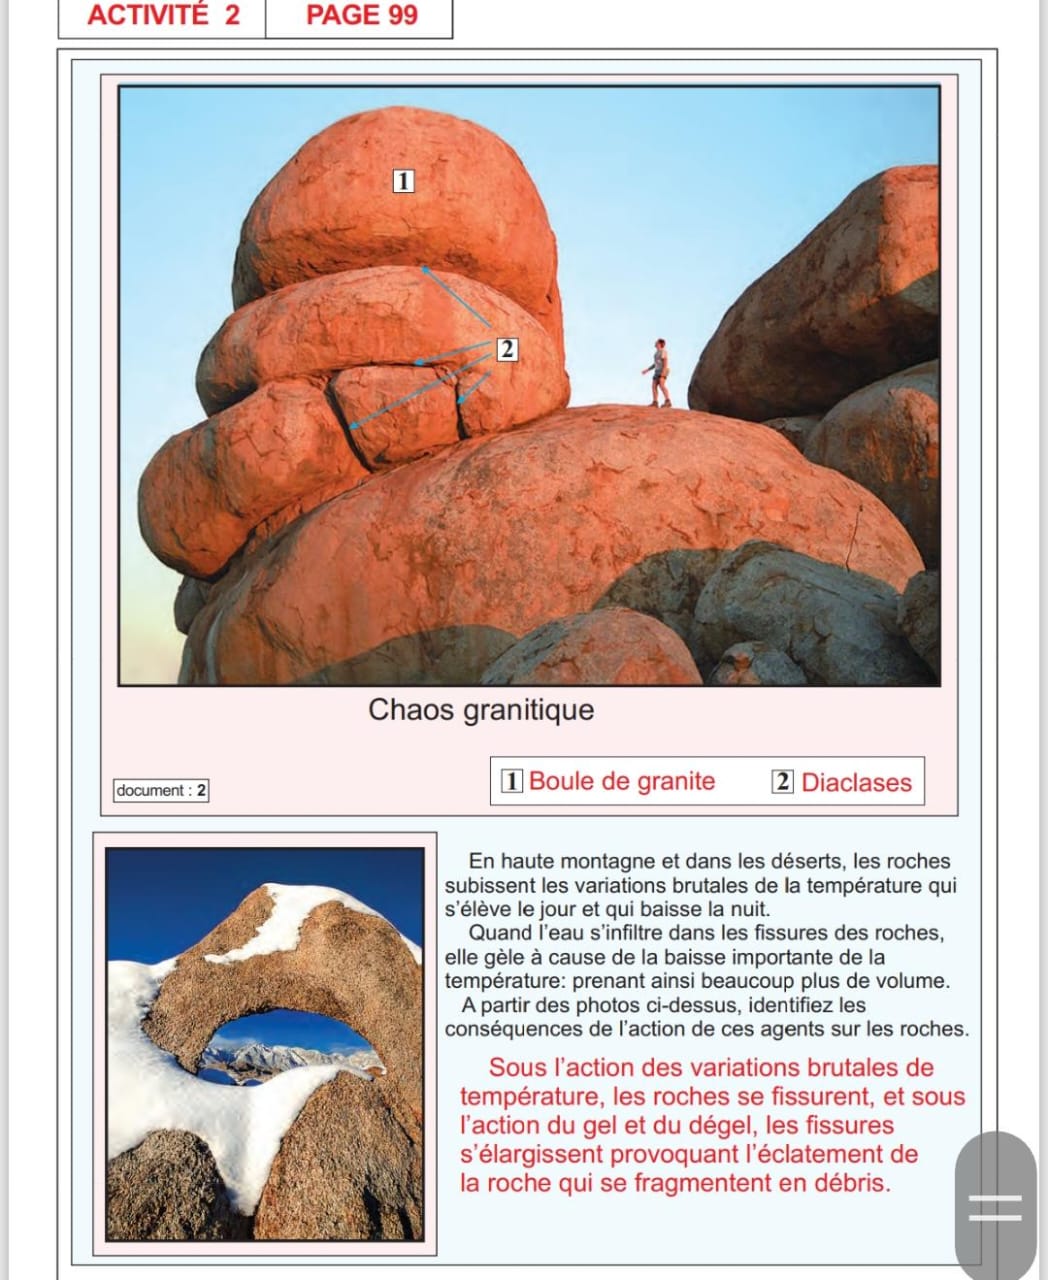 ACTIVITÉ 2 PAGE 99
1
2
Chaos granitique
1 Boule de granite 2 Diaclases
document : 2
En haute montagne et dans les déserts, les roches
subissent les variations brutales de la température qui
s'élève le jour et qui baisse la nuit.
Quand l'eau s'infiltre dans les fissures des roches,
elle gèle à cause de la baisse importante de la
température: prenant ainsi beaucoup plus de volume.
A partir des photos ci-dessus, identifiez les
conséquences de l'action de ces agents sur les roches.
Sous l'action des variations brutales de
température, les roches se fissurent, et sous
l'action du gel et du dégel, les fissures
s'élargissent provoquant l'éclatement de
la roche qui se fragmentent en débris.